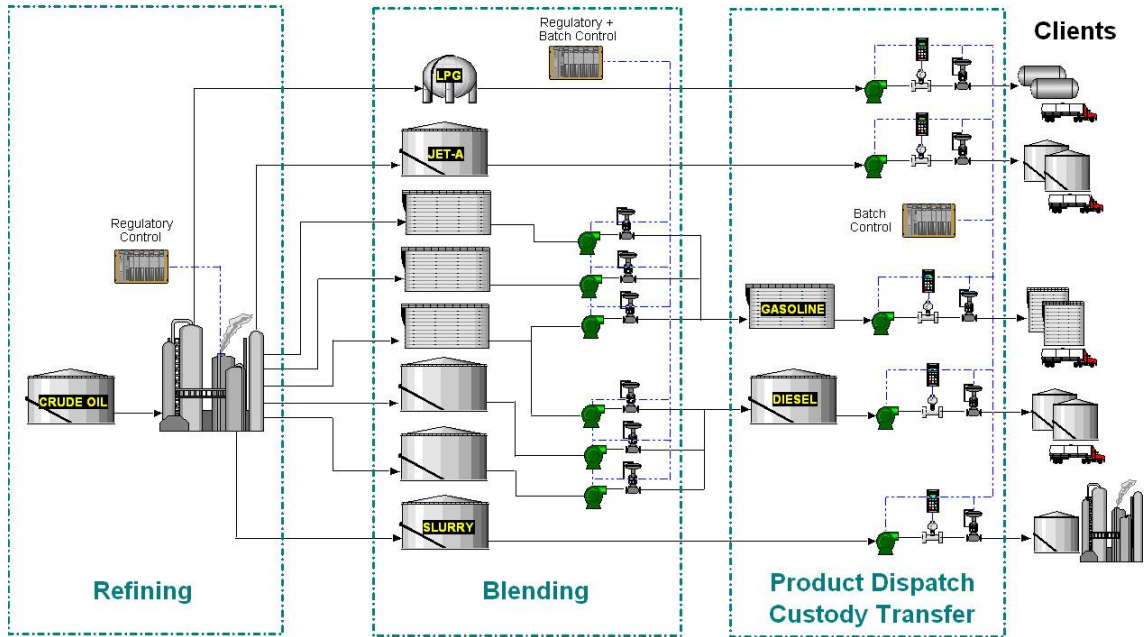 Regulatory +
Batch Control
Clients
LPG
JET-A
Regulatory
Control
Batch
Control
GASOLINE
CRUDE OIL
DIESEL
SLURRY
Refining
Blending
Product Dispatch
Custody Transfer